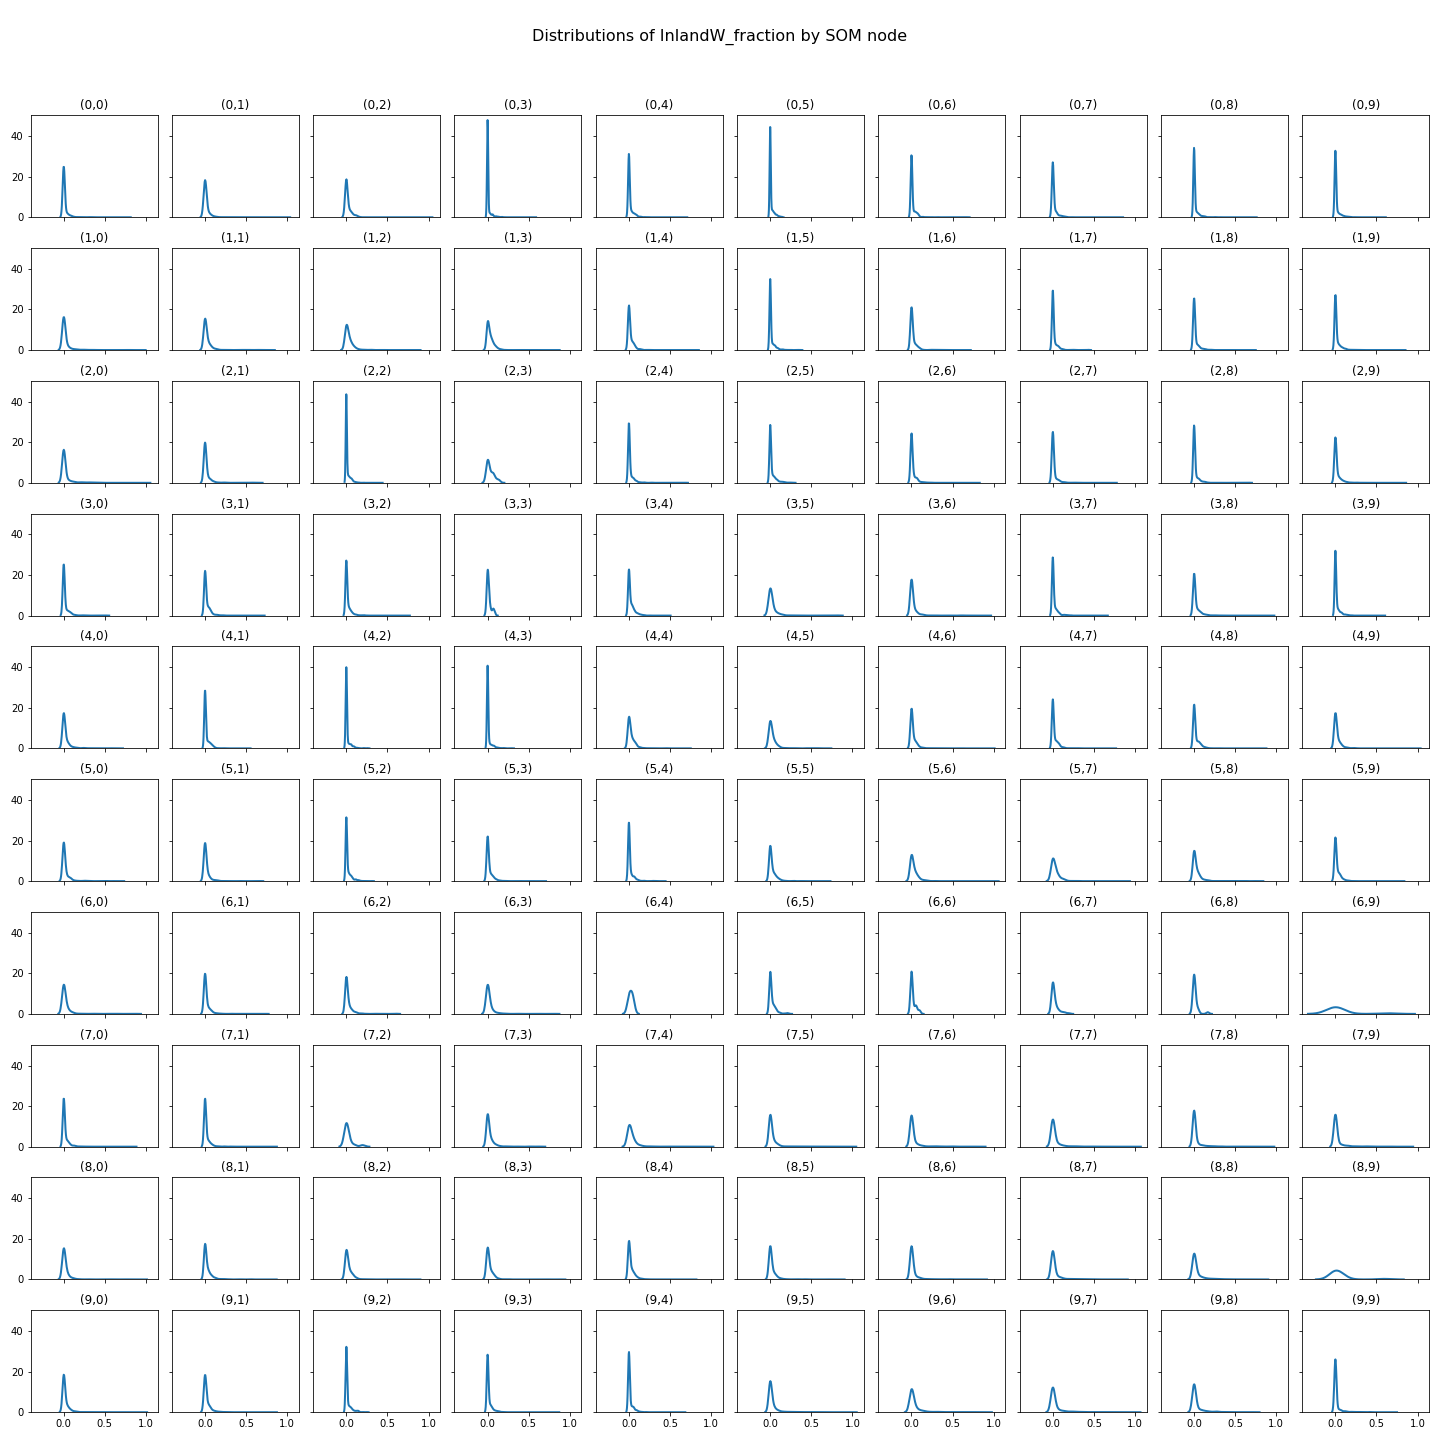 Distributions of InlandW_fraction by SOM node
(0,0) (0,1) (0,2) (0,3) (0,4) (0,5) (0,6) (0,7) (0,8) (0,9)
40
20
0
(1,0) (1,1) (1,2) (1,3) (1,4) (1,5) (1,6) (1,7) (1,8) (1,9)
40
20
0
(2,0) (2,1) (2,2) (2,3) (2,4) (2,5) (2,6) (2,7) (2,8) (2,9)
40
20
0
(3,0) (3,1) (3,2) (3,3) (3,4) (3,5) (3,6) (3,7) (3,8) (3,9)
40
20
0
(4,0) (4,1) (4,2) (4,3) (4,4) (4,5) (4,6) (4,7) (4,8) (4,9)
40
20
0
(5,0) (5,1) (5,2) (5,3) (5,4) (5,5) (5,6) (5,7) (5,8) (5,9)
40
20
0
(6,0) (6,1) (6,2) (6,3) (6,4) (6,5) (6,6) (6,7) (6,8) (6,9)
40
20
0
(7,0) (7,1) (7,2) (7,3) (7,4) (7,5) (7,6) (7,7) (7,8) (7,9)
40
20
0
(8,0) (8,1) (8,2) (8,3) (8,4) (8,5) (8,6) (8,7) (8,8) (8,9)
40
20
0
(9,0) (9,1) (9,2) (9,3) (9,4) (9,5) (9,6) (9,7) (9,8) (9,9)
40
20
0
0.0 0.5 1.0 0.0 0.5 1.0 0.0 0.5 1.0 0.0 0.5 1.0 0.0 0.5 1.0 0.0 0.5 1.0 0.0 0.5 1.0 0.0 0.5 1.0 0.0 0.5 1.0 0.0 0.5 1.0